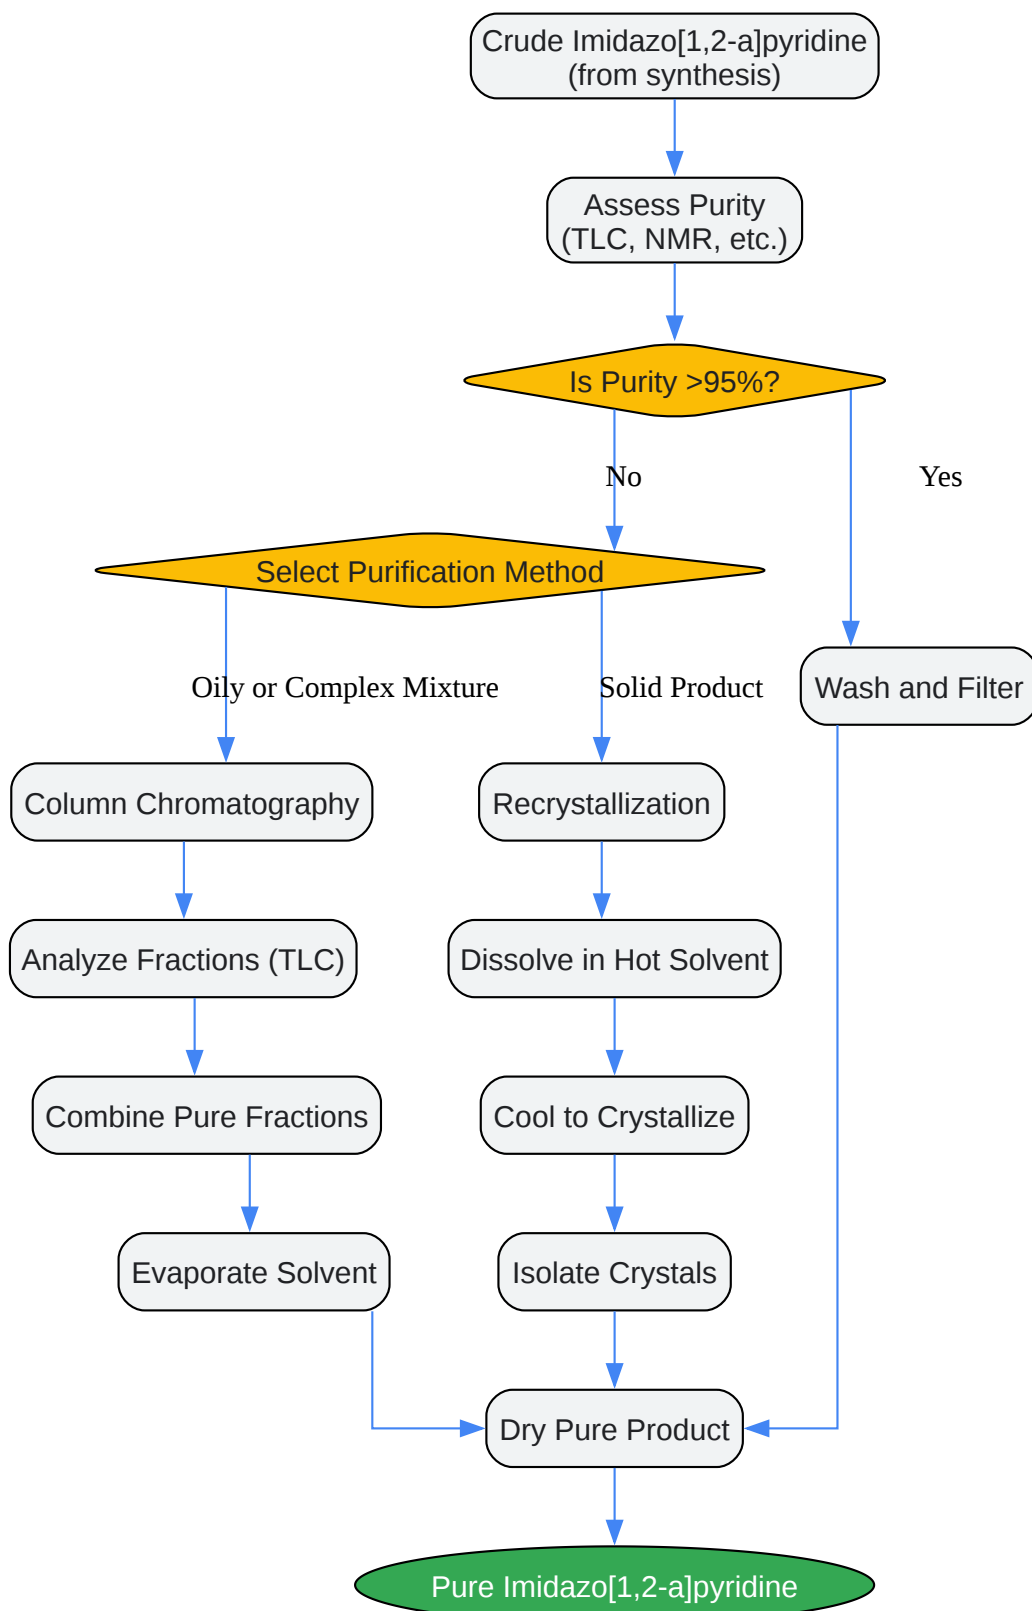 Crude Imidazo[1,2-a]pyridine
(from synthesis)
Assess Purity
(TLC, NMR, etc.)
Is Purity >95%?
No
Yes
Select Purification Method
Oily or Complex Mixture
Solid Product
Wash and Filter
Column Chromatography
Recrystallization
Analyze Fractions (TLC)
Dissolve in Hot Solvent
Combine Pure Fractions
Cool to Crystallize
Evaporate Solvent
Isolate Crystals
Dry Pure Product
Pure Imidazo[1,2-a]pyridine